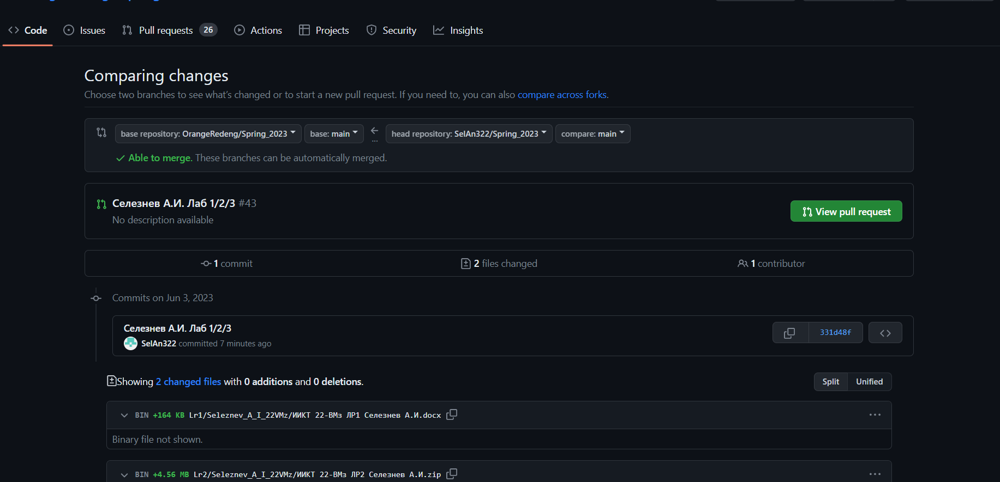 Code Issues Pull requests 26 Actions Projects Security Insights
Comparing changes
Choose two branches to see what's changed or to start a new pull request. If you need to, you can also compare across forks.
base repository: OrangeRedeng/Spring_2023 base: main ... head repository: SelAn322/Spring_2023 compare: main
Able to merge. These branches can be automatically merged.
Селезнев А.И. Лаб 1/2/3 #43
No description available
View pull request
1 commit 2 files changed 1 contributor
Commits on Jun 3, 2023
Селезнев А.И. Лаб 1/2/3
SelAn322 committed 7 minutes ago
331d48f
Showing 2 changed files with 0 additions and 0 deletions.
Split Unified
BIN +164 KB Lr1/Seleznev_A_I_22VMz/ИИКТ 22-ВМз ЛР1 Селезнев А.И.docx
Binary file not shown.
BIN +4.56 MB Lr2/Seleznev_A_I_22VMz/ИИКТ 22-ВМз ЛР2 Селезнев А.И.zip